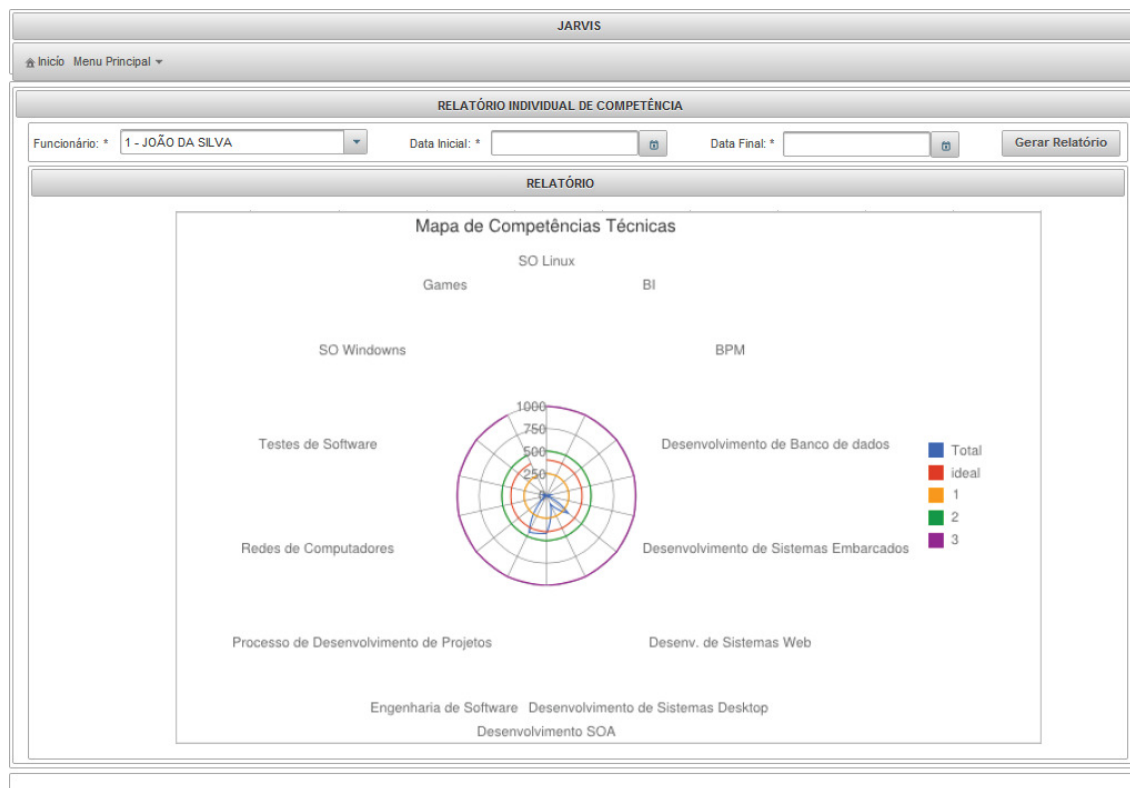 JARVIS
Inicío Menu Principal
RELATÓRIO INDIVIDUAL DE COMPETÊNCIA
Funcionário: * 1 - JOÃO DA SILVA Data Inicial: * Data Final: * Gerar Relatório
RELATÓRIO
Mapa de Competências Técnicas
SO Linux
Games BI
SO Windowns BPM
1000
750
Testes de Software Desenvolvimento de Banco de dados Total
500
ideal
250
0 1
2
Redes de Computadores Desenvolvimento de Sistemas Embarcados 3
Processo de Desenvolvimento de Projetos Desenv. de Sistemas Web
Engenharia de Software Desenvolvimento de Sistemas Desktop
Desenvolvimento SOA